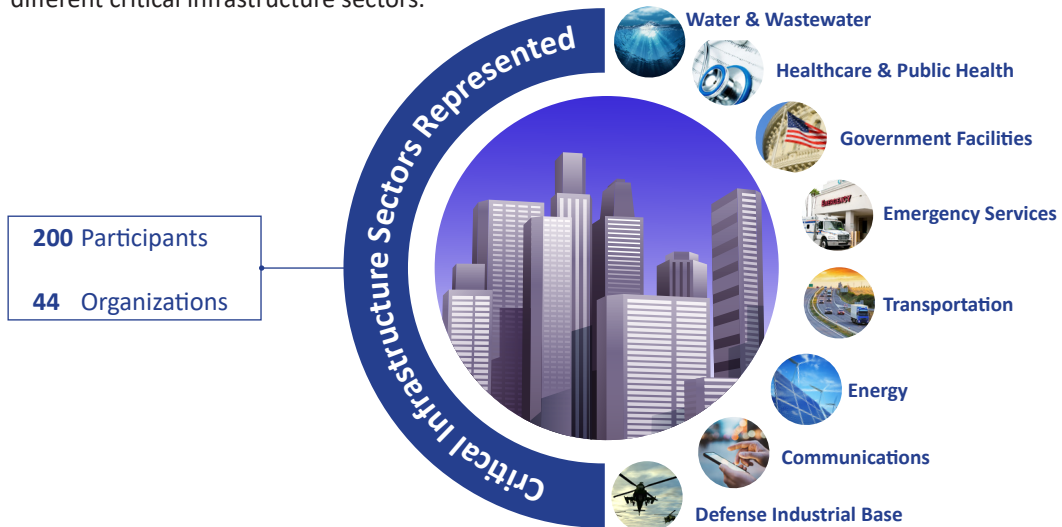 different critical infrastructure sectors.
Critical Infrastructure Sectors Represented
200 Participants
44 Organizations
Water & Wastewater
Healthcare & Public Health
Government Facilities
Emergency Services
Transportation
Energy
Communications
Defense Industrial Base
EMERGENCY